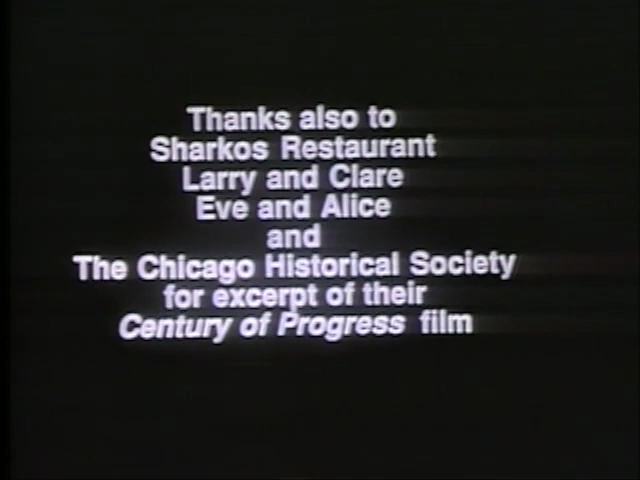 Thanks also to
Sharkos Restaurant
Larry and Clare
Eve and Alice
and
The Chicago Historical Society
for excerpt of their
Century of Progress film